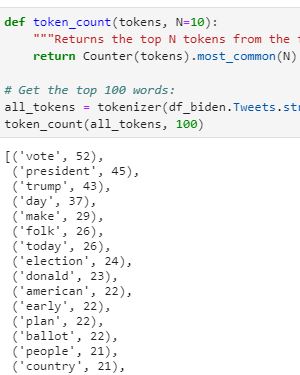 def token_count(tokens, N=10):
    """Returns the top N tokens from the
    return Counter(tokens).most_common(N)

# Get the top 100 words:
all_tokens = tokenizer(df_biden.Tweets.str
token_count(all_tokens, 100)
[('vote', 52),
 ('president', 45),
 ('trump', 43),
 ('day', 37),
 ('make', 29),
 ('folk', 26),
 ('today', 26),
 ('election', 24),
 ('donald', 23),
 ('american', 22),
 ('early', 22),
 ('plan', 22),
 ('ballot', 22),
 ('people', 21),
 ('country', 21),